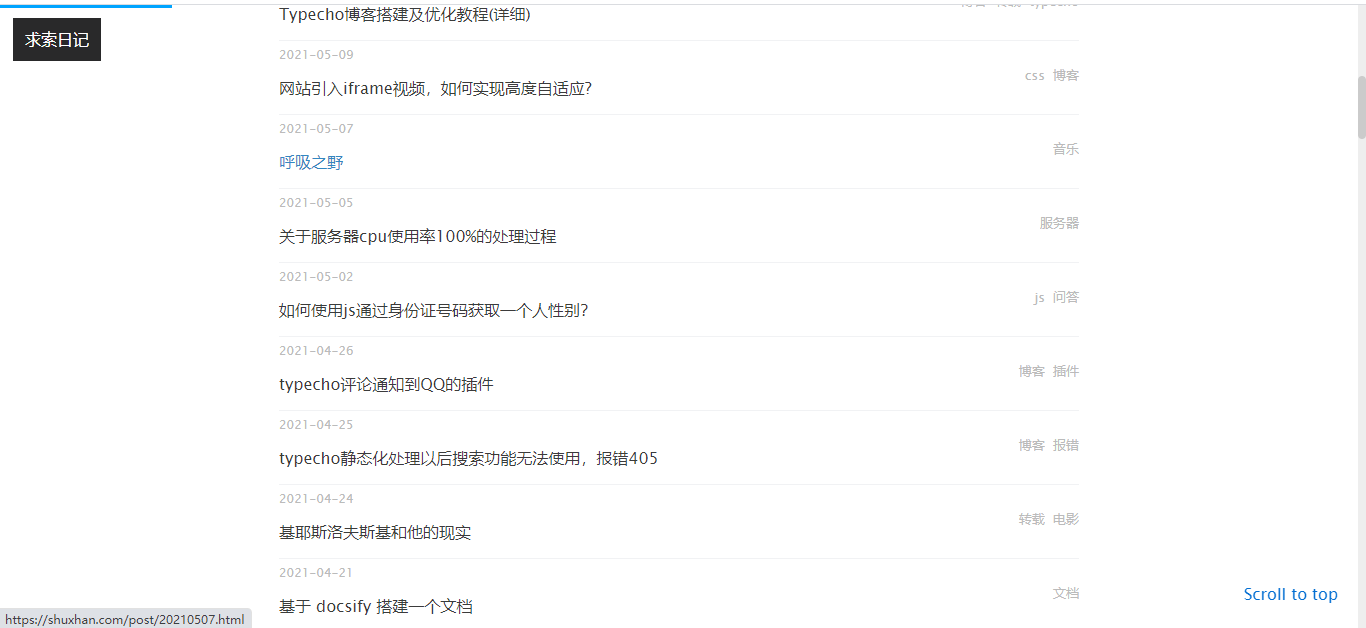 求索日记
Typecho博客搭建及优化教程(详细)
2021-05-09
网站引入iframe视频，如何实现高度自适应?
css 博客
2021-05-07
呼吸之野
音乐
2021-05-05
关于服务器cpu使用率100%的处理过程
服务器
2021-05-02
如何使用js通过身份证号码获取一个人性别?
js 问答
2021-04-26
typecho评论通知到QQ的插件
博客 插件
2021-04-25
typecho静态化处理以后搜索功能无法使用，报错405
博客 报错
2021-04-24
基耶斯洛夫斯基和他的现实
转载 电影
2021-04-21
基于 docsify 搭建一个文档
文档
Scroll to top
https://shuxhan.com/post/20210507.html